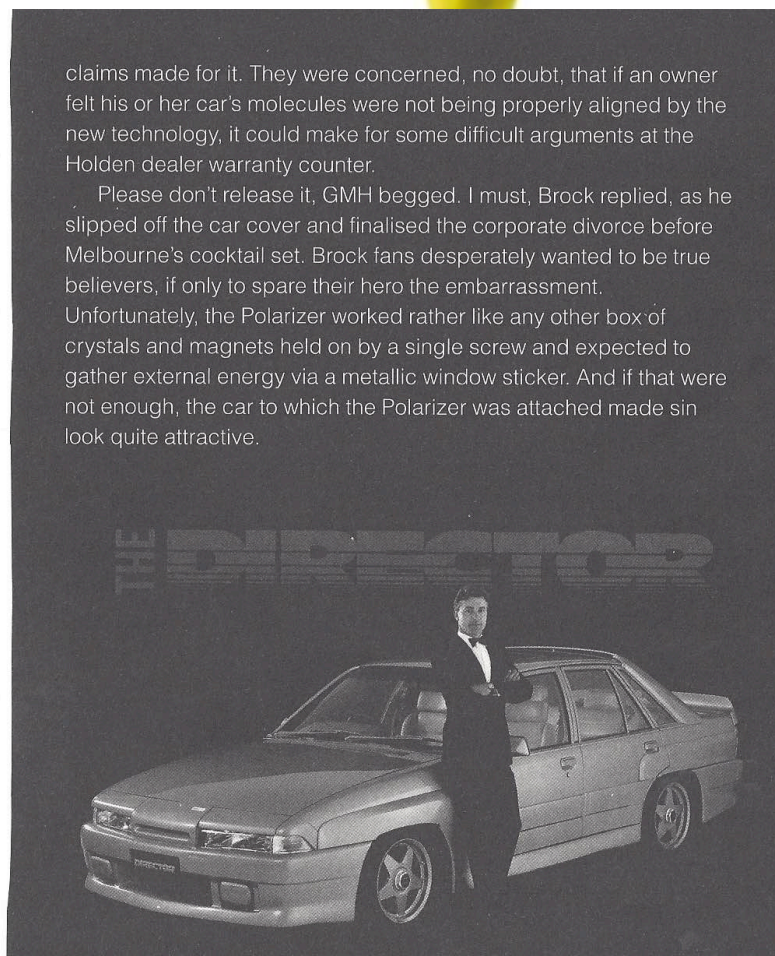 claims made for it. They were concerned, no doubt, that if an owner
felt his or her car's molecules were not being properly aligned by the
new technology, it could make for some difficult arguments at the
Holden dealer warranty counter.
Please don't release it, GMH begged. I must, Brock replied, as he
slipped off the car cover and finalised the corporate divorce before
Melbourne's cocktail set. Brock fans desperately wanted to be true
believers, if only to spare their hero the embarrassment.
Unfortunately, the Polarizer worked rather like any other box of
crystals and magnets held on by a single screw and expected to
gather external energy via a metallic window sticker. And if that were
not enough, the car to which the Polarizer was attached made sin
look quite attractive.
THE DIRECTOR
DIRECTOR